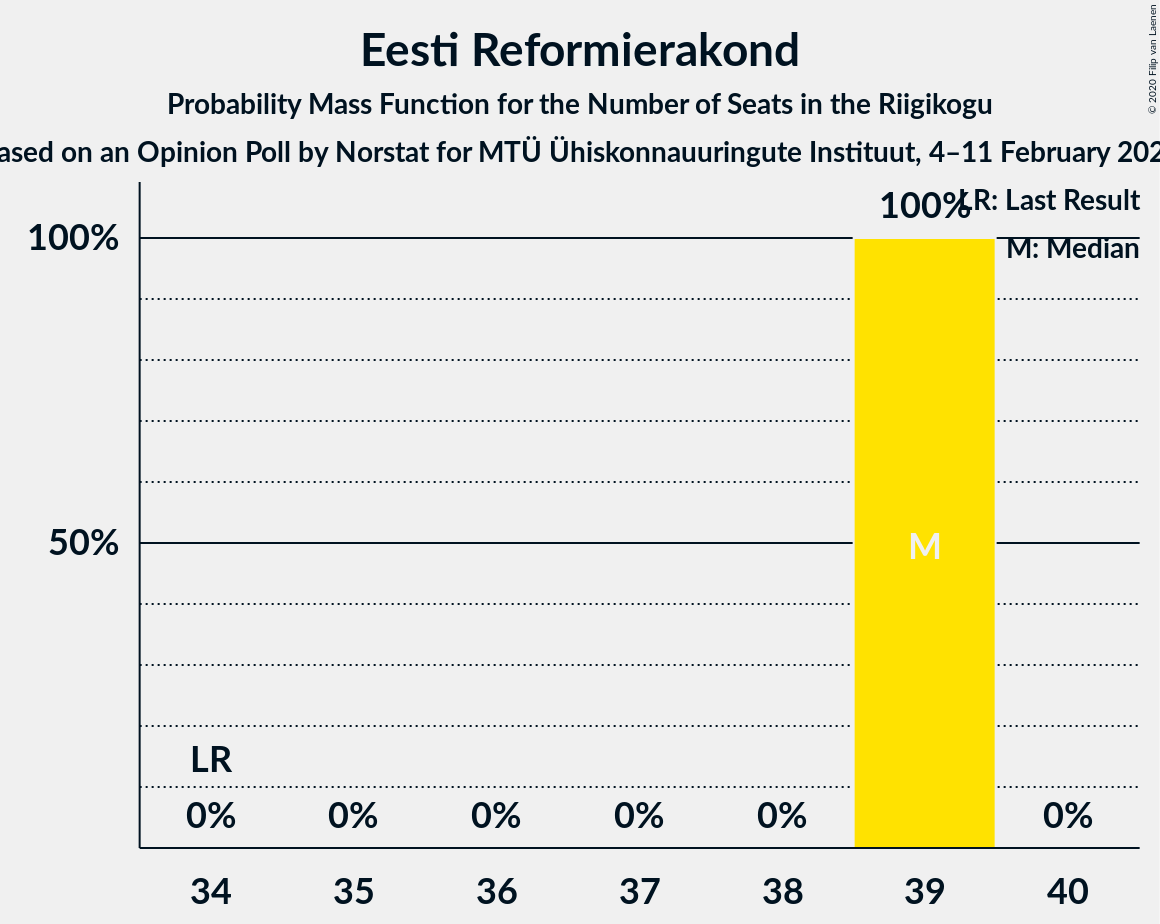 Eesti Reformierakond
Probability Mass Function for the Number of Seats in the Riigikogu
ased on an Opinion Poll by Norstat for MTÜ Ühiskonnauuringute Instituut, 4–11 February 202
© 2020 Filip van Laenen
LR: Last Result
M: Median
100%
100%
50%
M
LR
0% 0% 0% 0% 0% 0%
34 35 36 37 38 39 40